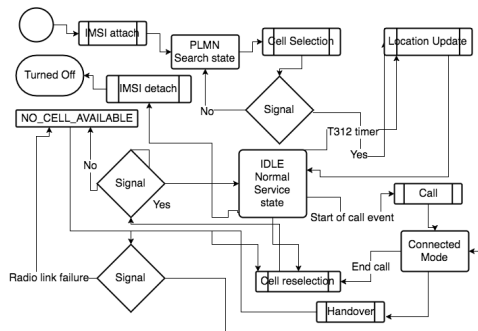 IMSI attach
PLMN
Search state
Cell Selection
Location Update
Turned Off
IMSI detach
Signal
No
T312 timer
Yes
NO_CELL_AVAILABLE
No
Signal
Yes
IDLE
Normal
Service
state
Call
Start of call event
Connected
Mode
End call
Radio link failure
Signal
Cell reselection
Handover